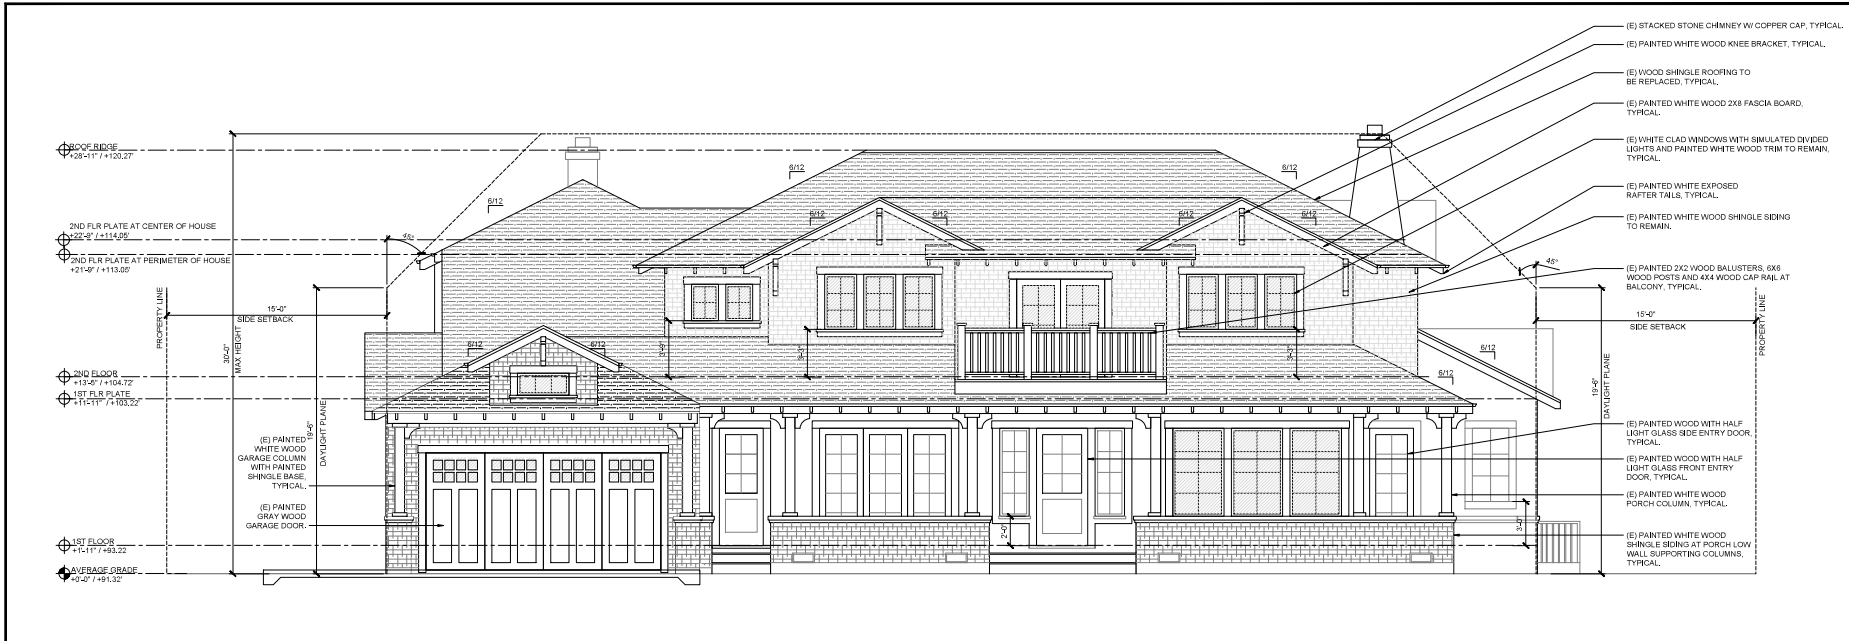 (E) STACKED STONE CHIMNEY W/ COPPER CAP, TYPICAL.
(E) PAINTED WHITE WOOD KNEE BRACKET, TYPICAL.
(E) WOOD SHINGLE ROOFING TO
BE REPLACED, TYPICAL.
(E) PAINTED WHITE WOOD 2X8 FASCIA BOARD,
TYPICAL.
(E) WHITE CLAD WINDOWS WITH SIMULATED DIVIDED
LIGHTS AND PAINTED WHITE WOOD TRIM TO REMAIN,
TYPICAL.
(E) PAINTED WHITE EXPOSED
RAFTER TAILS, TYPICAL.
(E) PAINTED WHITE WOOD SHINGLE SIDING
TO REMAIN.
(E) PAINTED 2X2 WOOD BALUSTERS, 6X6
WOOD POSTS AND 4X4 WOOD CAP RAIL AT
BALCONY, TYPICAL.
(E) PAINTED WOOD WITH HALF
LIGHT GLASS SIDE ENTRY DOOR,
TYPICAL.
(E) PAINTED WOOD WITH HALF
LIGHT GLASS FRONT ENTRY
DOOR, TYPICAL.
(E) PAINTED WHITE WOOD
PORCH COLUMN, TYPICAL.
(E) PAINTED WHITE WOOD
SHINGLE SIDING AT PORCH LOW
WALL SUPPORTING COLUMNS,
TYPICAL.
ROOF RIDGE
+28'-11" / +120.27'
2ND FLR PLATE AT CENTER OF HOUSE
+22'-9" / +114.05'
2ND FLR PLATE AT PERIMETER OF HOUSE
+21'-9" / +113.05'
2ND FLOOR
+13'-5" / +104.72'
1ST FLR PLATE
+11'-11" / +103.22'
1ST FLOOR
+1'-11" / +93.22
AVERAGE GRADE
+0'-0" / +91.32'
PROPERTY LINE
15'-0"
SIDE SETBACK
30'-0"
MAX HEIGHT
19'-6"
DAYLIGHT PLANE
45°
(E) PAINTED
WHITE WOOD
GARAGE COLUMN
WITH PAINTED
SHINGLE BASE,
TYPICAL.
(E) PAINTED
GRAY WOOD
GARAGE DOOR.
6/12
6/12
6/12
6/12
6/12
6/12
6/12
6/12
6/12
6/12
6/12
6/12
3'-9"
3'-3"
3'-3"
2'-0"
3'-0"
45°
15'-0"
SIDE SETBACK
19'-6"
DAYLIGHT PLANE
PROPERTY LINE